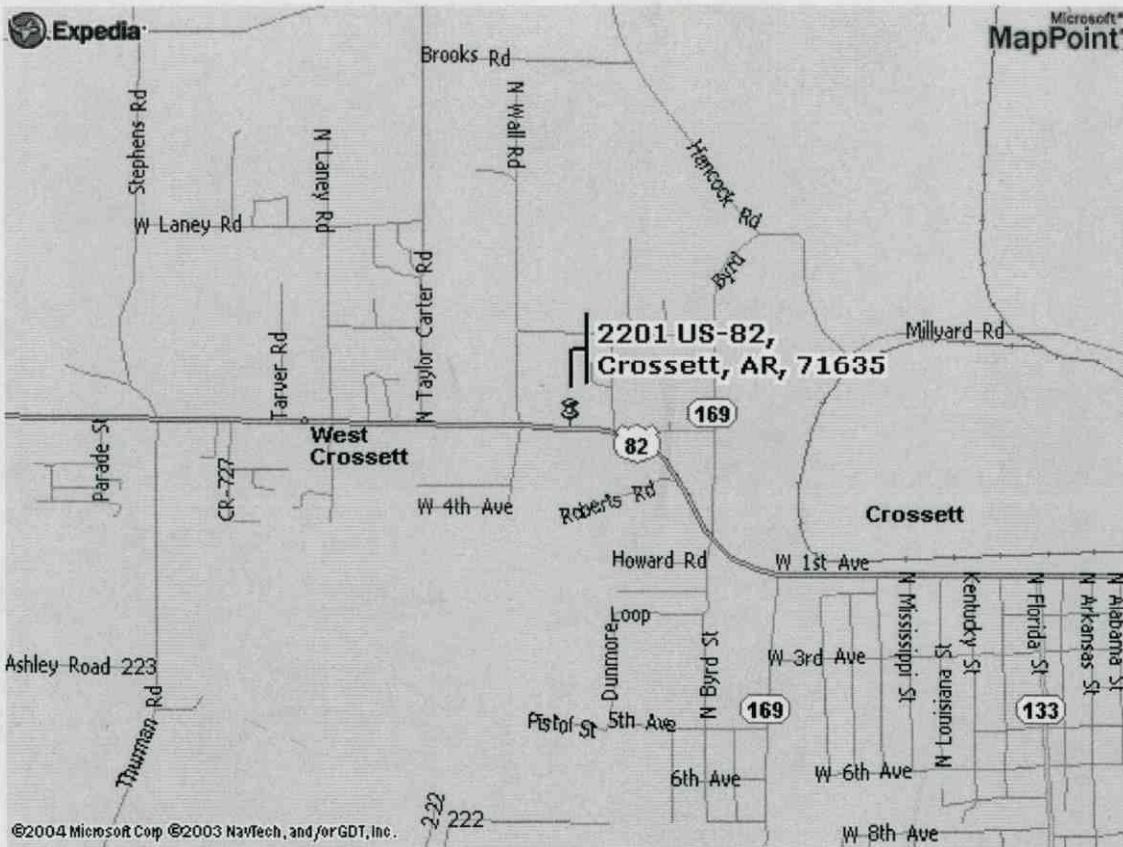 Expedia
Microsoft®
MapPoint
Brooks Rd
Stephens Rd
N Laney Rd
N Wall Rd
Hancock Rd
W Laney Rd
Byrd
N Taylor Carter Rd
Tarver Rd
2201 US-82,
Crossett, AR, 71635
Millyard Rd
169
82
West
Crossett
Parade St
CR-727
W 4th Ave
Roberts Rd
Crossett
Howard Rd
W 1st Ave
Loop
Dunmore
N Byrd St
W 3rd Ave
N Mississippi St
N Louisiana St
Kentucky St
N Florida St
N Arkansas St
N Alabama St
Ashley Road 223
Thurman Rd
169
133
Pistol St
5th Ave
6th Ave
W 6th Ave
222
222
W 8th Ave
©2004 Microsoft Corp ©2003 NavTech, and/or GDT, Inc.